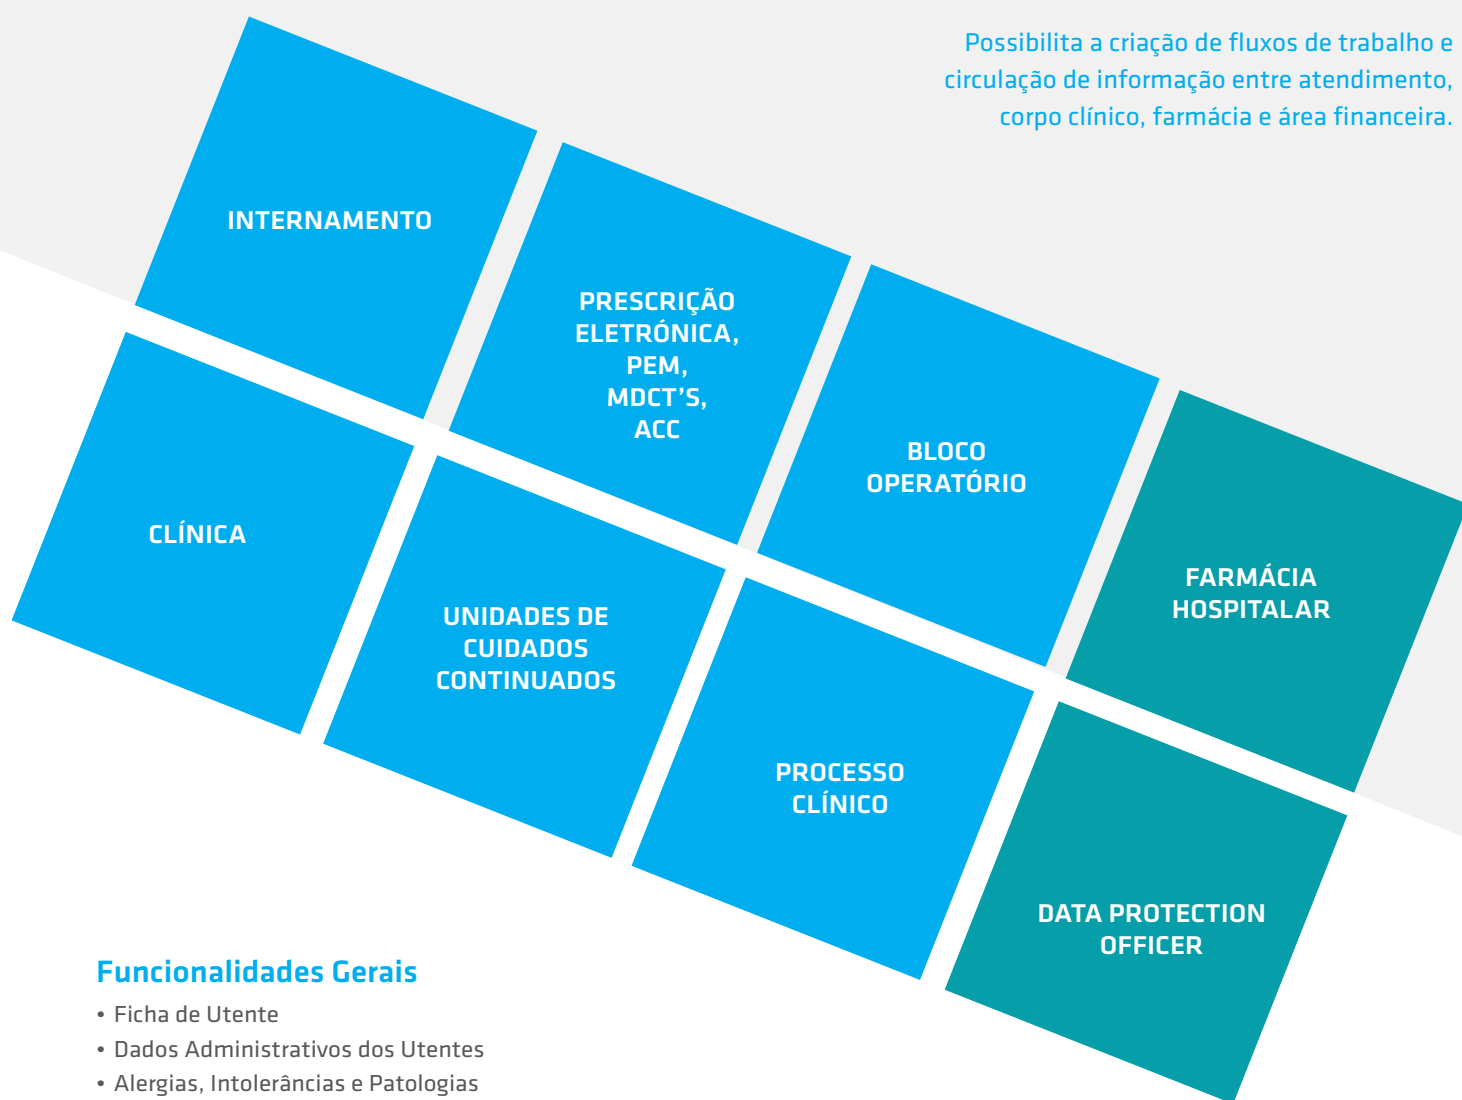 Possibilita a criação de fluxos de trabalho e
circulação de informação entre atendimento,
corpo clínico, farmácia e área financeira.
INTERNAMENTO
PRESCRIÇÃO
ELETRÓNICA,
PEM,
MDCT’S,
ACC
BLOCO
OPERATÓRIO
FARMÁCIA
HOSPITALAR
CLÍNICA
UNIDADES DE
CUIDADOS
CONTINUADOS
PROCESSO
CLÍNICO
DATA PROTECTION
OFFICER
Funcionalidades Gerais
• Ficha de Utente
• Dados Administrativos dos Utentes
• Alergias, Intolerâncias e Patologias